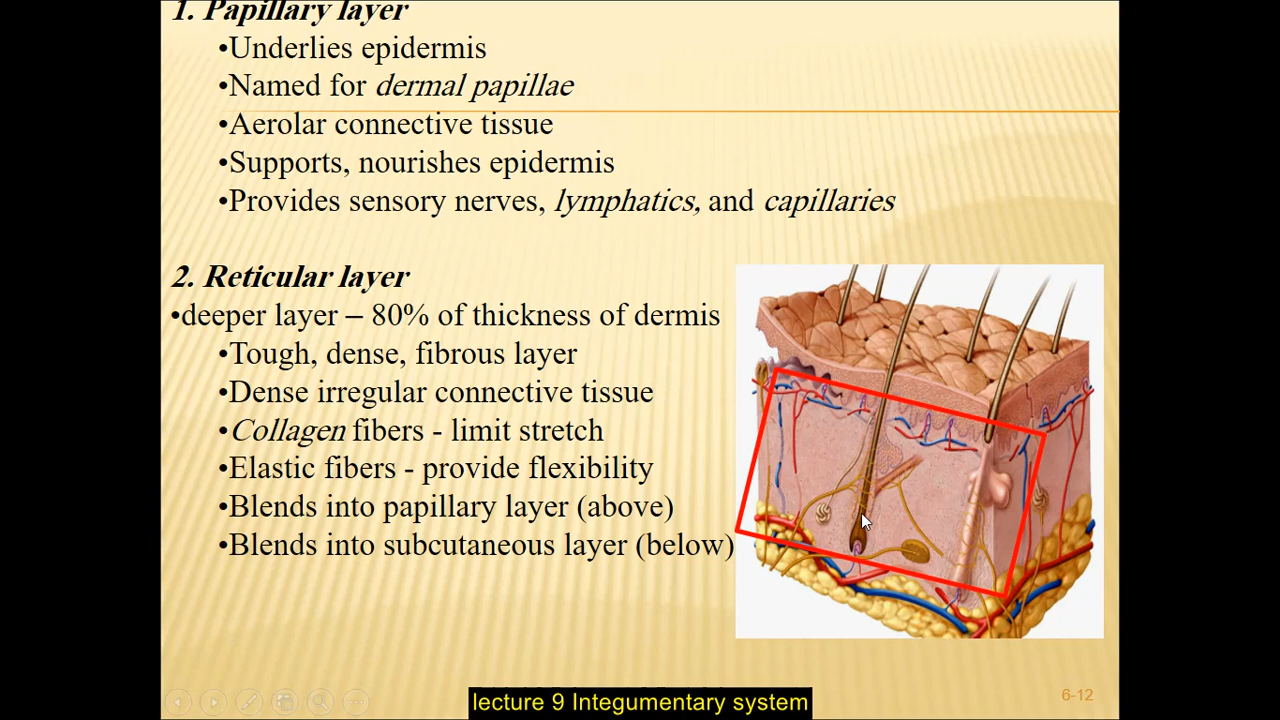 1. Papillary layer
•Underlies epidermis
•Named for dermal papillae
•Aerolar connective tissue
•Supports, nourishes epidermis
•Provides sensory nerves, lymphatics, and capillaries
2. Reticular layer
•deeper layer – 80% of thickness of dermis
•Tough, dense, fibrous layer
•Dense irregular connective tissue
•Collagen fibers - limit stretch
•Elastic fibers - provide flexibility
•Blends into papillary layer (above)
•Blends into subcutaneous layer (below)
6-12
lecture 9 Integumentary system